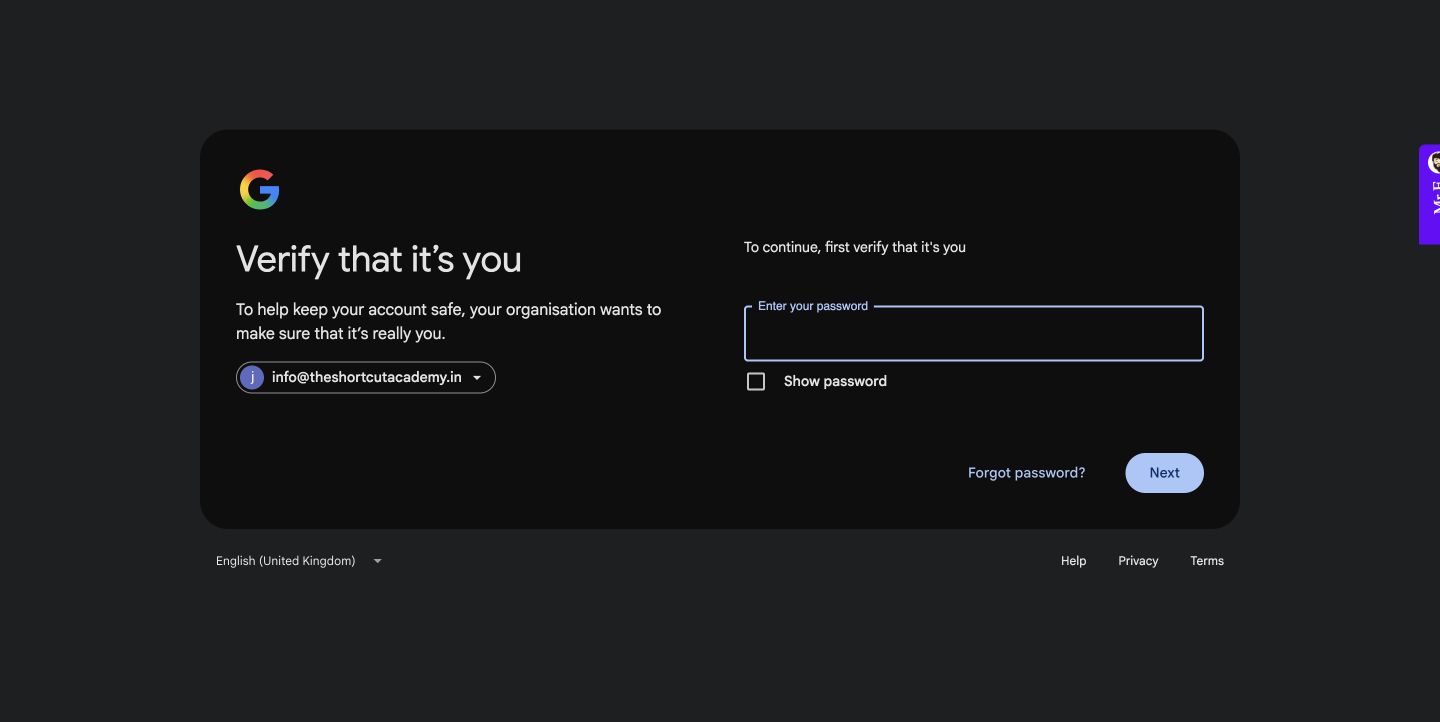 Verify that it’s you
To help keep your account safe, your organisation wants to
make sure that it’s really you.
j info@theshortcutacademy.in
To continue, first verify that it's you
Enter your password
Show password
Forgot password?
Next
English (United Kingdom)
Help
Privacy
Terms